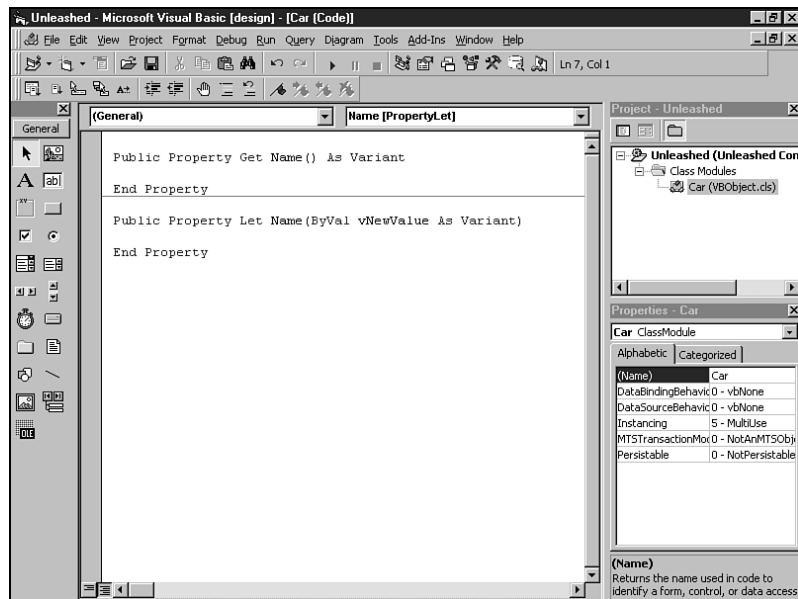 Unleashed - Microsoft Visual Basic [design] - [Car (Code)]
File Edit View Project Format Debug Run Query Diagram Tools Add-Ins Window Help
Ln 7, Col 1
General
(General)
Name [PropertyLet]
Public Property Get Name() As Variant
End Property
Public Property Let Name(ByVal vNewValue As Variant)
End Property
A
ab|
XY
OLE
Project - Unleashed
Unleashed (Unleashed Con
Class Modules
Car (VBObject.cls)
Properties - Car
Car ClassModule
Alphabetic Categorized
(Name) Car
DataBindingBehavic 0 - vbNone
DataSourceBehavic 0 - vbNone
Instancing 5 - MultiUse
MTSTransactionMoc 0 - NotAnMTSObj
Persistable 0 - NotPersistable
(Name)
Returns the name used in code to
identify a form, control, or data access